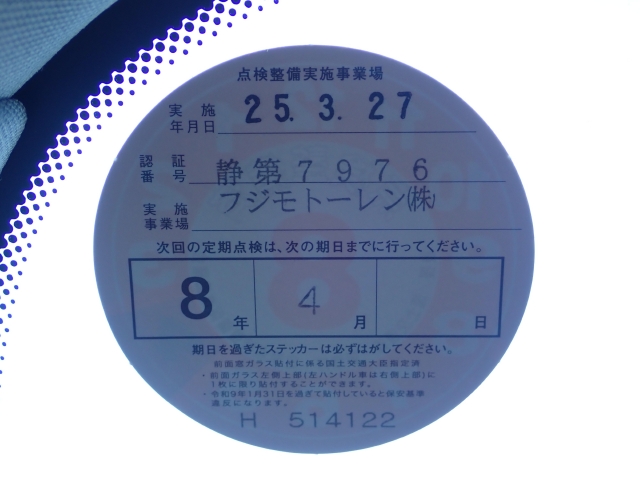 点検整備実施事業場
実施年月日 25.3.27
認証番号 静第7976
実施事業場 フジモトーレン㈱
次回の定期点検は、次の期日までに行ってください。
8年 4月 日
期日を過ぎたステッカーは必ずはがしてください。
前面窓ガラス貼付に係る国土交通大臣指定済
・前面ガラス左側上部(左ハンドル車は右側上部)に
1枚に限り貼付することができます。
・令和9年1月31日を過ぎて貼付していると保安基準
違反になります。
H 514122